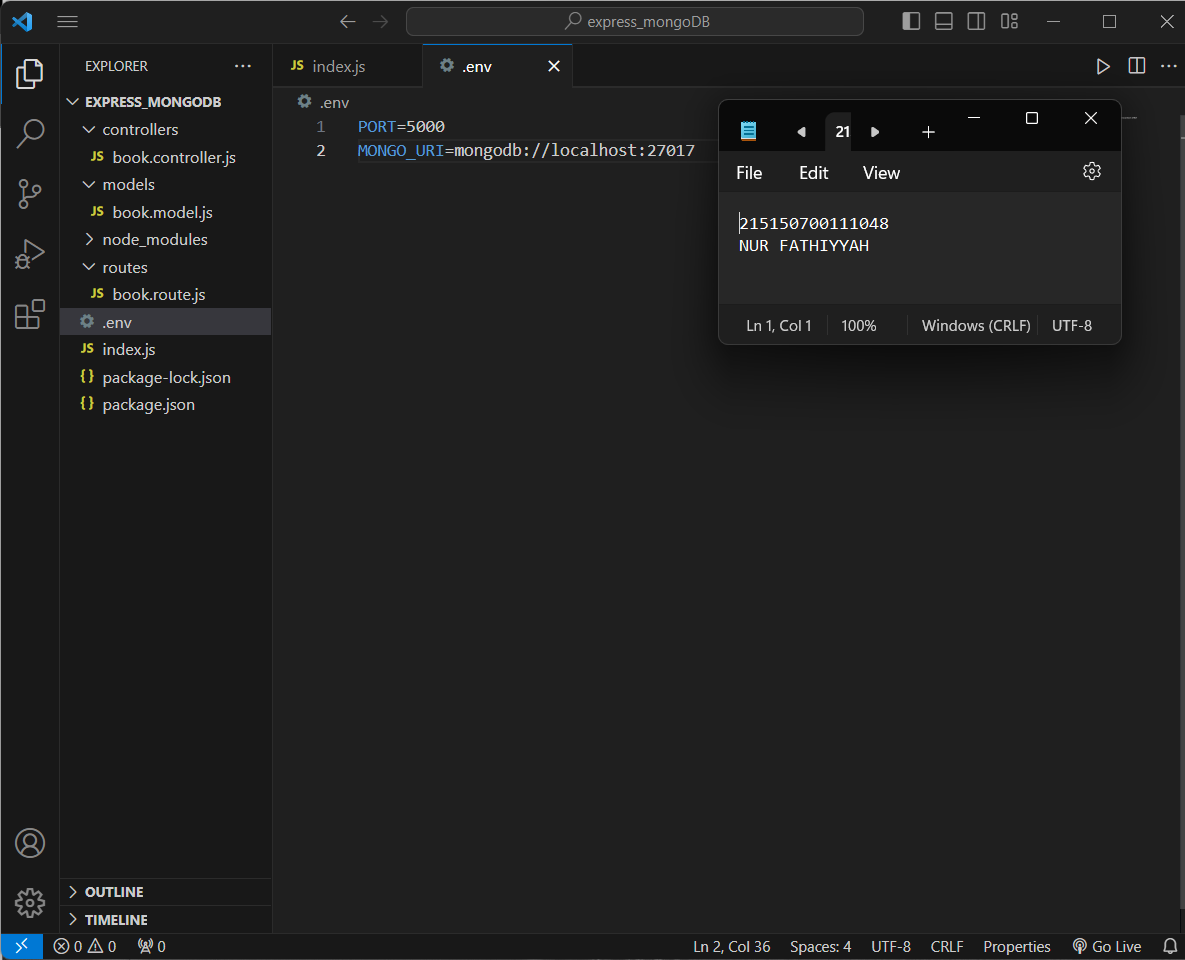 express_mongoDB
EXPLORER
JS index.js
.env
EXPRESS_MONGODB
controllers
JS book.controller.js
models
JS book.model.js
node_modules
routes
JS book.route.js
.env
JS index.js
{} package-lock.json
{} package.json
.env
1 PORT=5000
2 MONGO_URI=mongodb://localhost:27017
21
File Edit View
215150700111048
NUR FATHIYYAH
Ln 1, Col 1 100% Windows (CRLF) UTF-8
OUTLINE
TIMELINE
0 0 0 Ln 2, Col 36 Spaces: 4 UTF-8 CRLF Properties Go Live